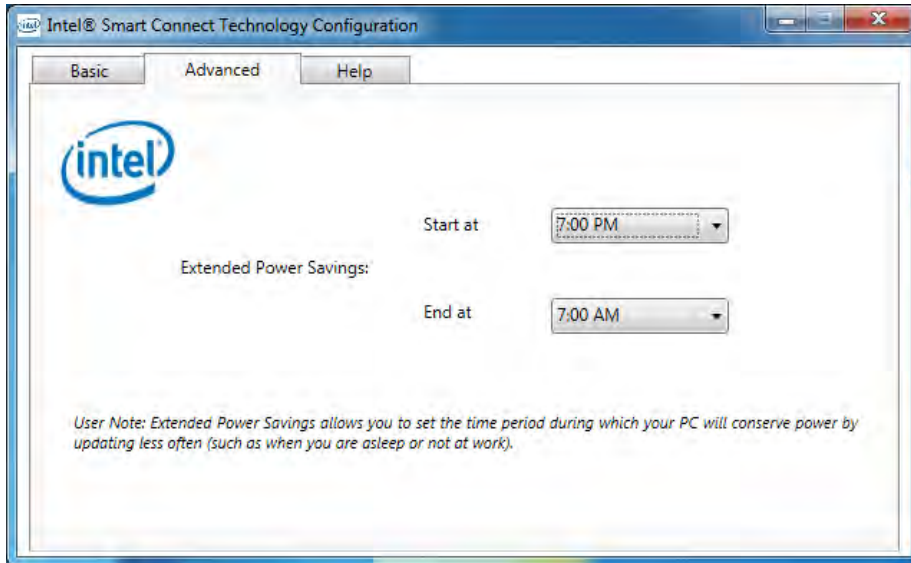 Intel® Smart Connect Technology Configuration
Basic Advanced Help
intel
Start at 7:00 PM
Extended Power Savings:
End at 7:00 AM
User Note: Extended Power Savings allows you to set the time period during which your PC will conserve power by
updating less often (such as when you are asleep or not at work).